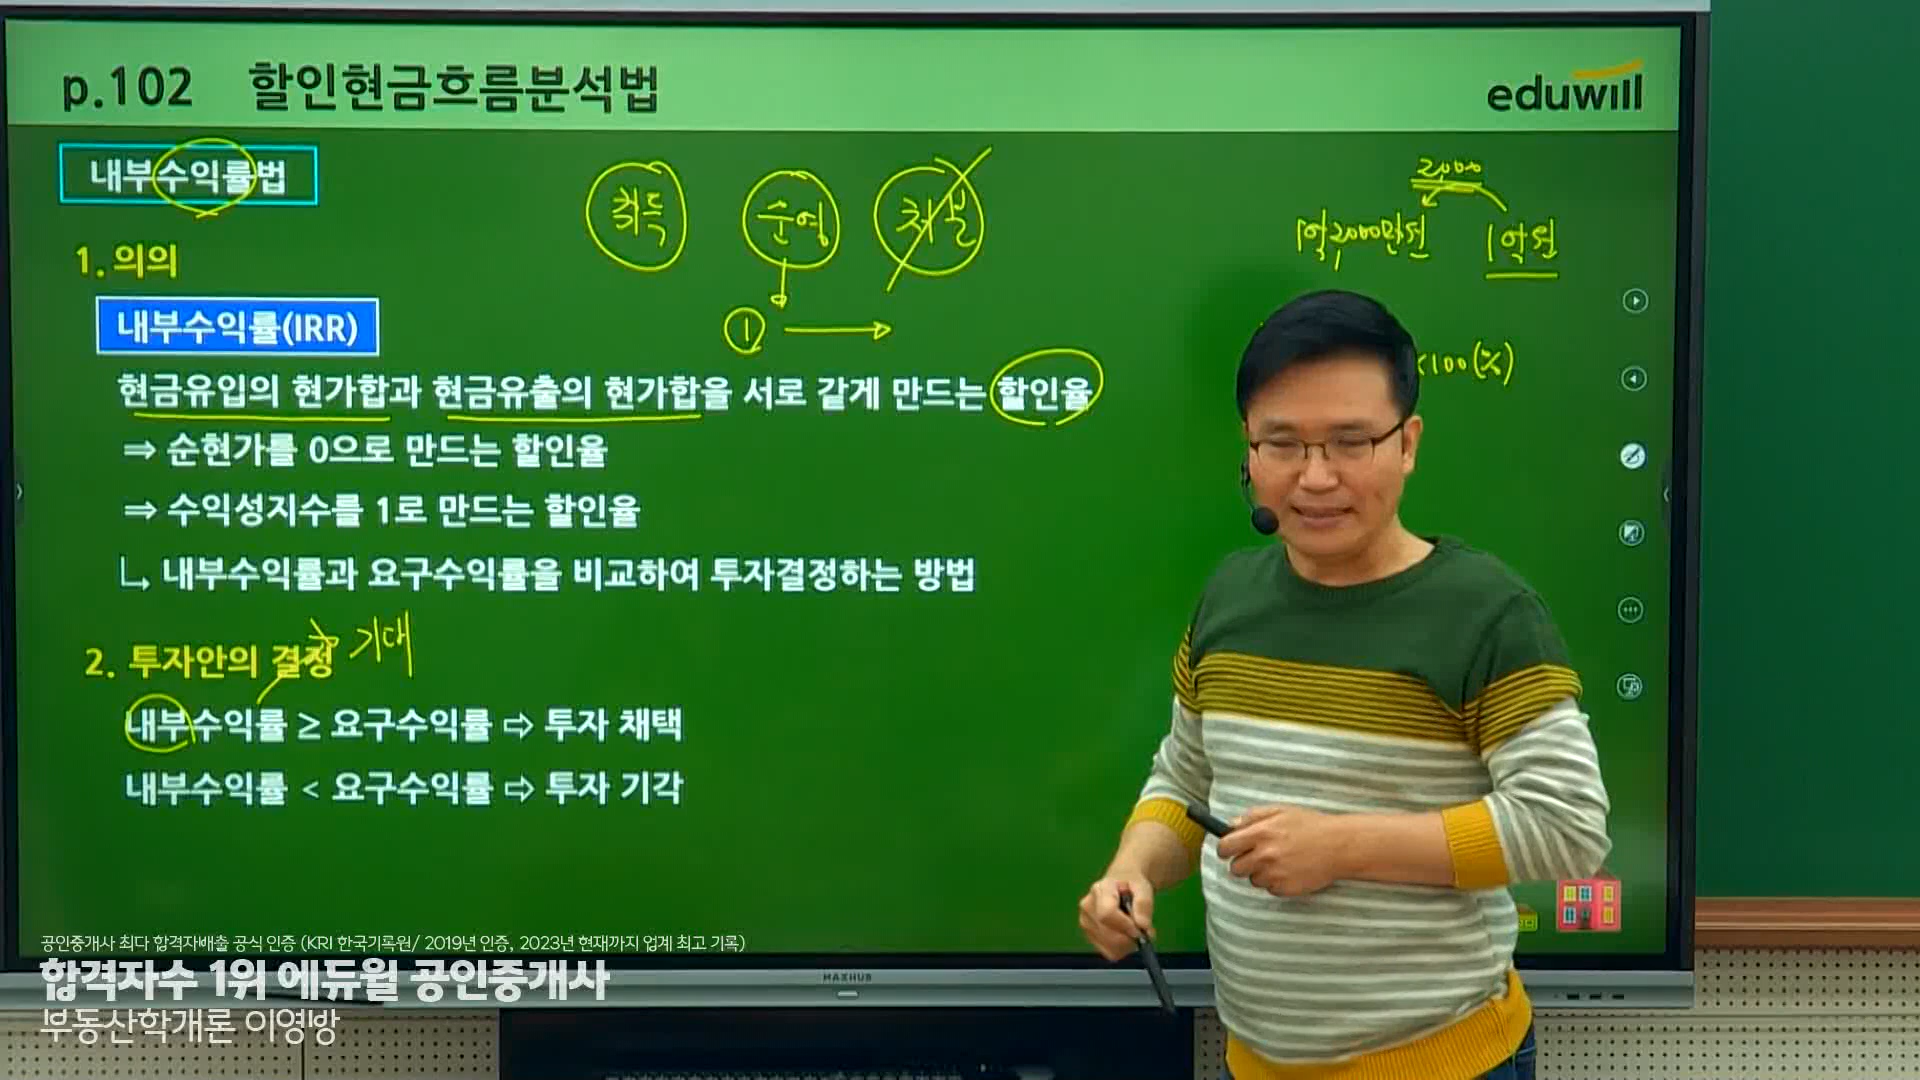 p.102 할인현금흐름분석법
eduwill
내부수익률법
취득 운영 처분
2,000
1억2,000만원 1억원
1. 의의
내부수익률(IRR)
①
×100(%)
현금유입의 현가합과 현금유출의 현가합을 서로 같게 만드는 할인율
⇒ 순현가를 0으로 만드는 할인율
⇒ 수익성지수를 1로 만드는 할인율
내부수익률과 요구수익률을 비교하여 투자결정하는 방법
기대
2. 투자안의 결정
내부수익률 ≥ 요구수익률 ⇨ 투자 채택
내부수익률 < 요구수익률 ⇨ 투자 기각
공인중개사 최다 합격자배출 공식 인증 (KRI 한국기록원/ 2019년 인증, 2023년 현재까지 업계 최고 기록)
합격자수 1위 에듀윌 공인중개사
부동산학개론 이영방
MAXHUB